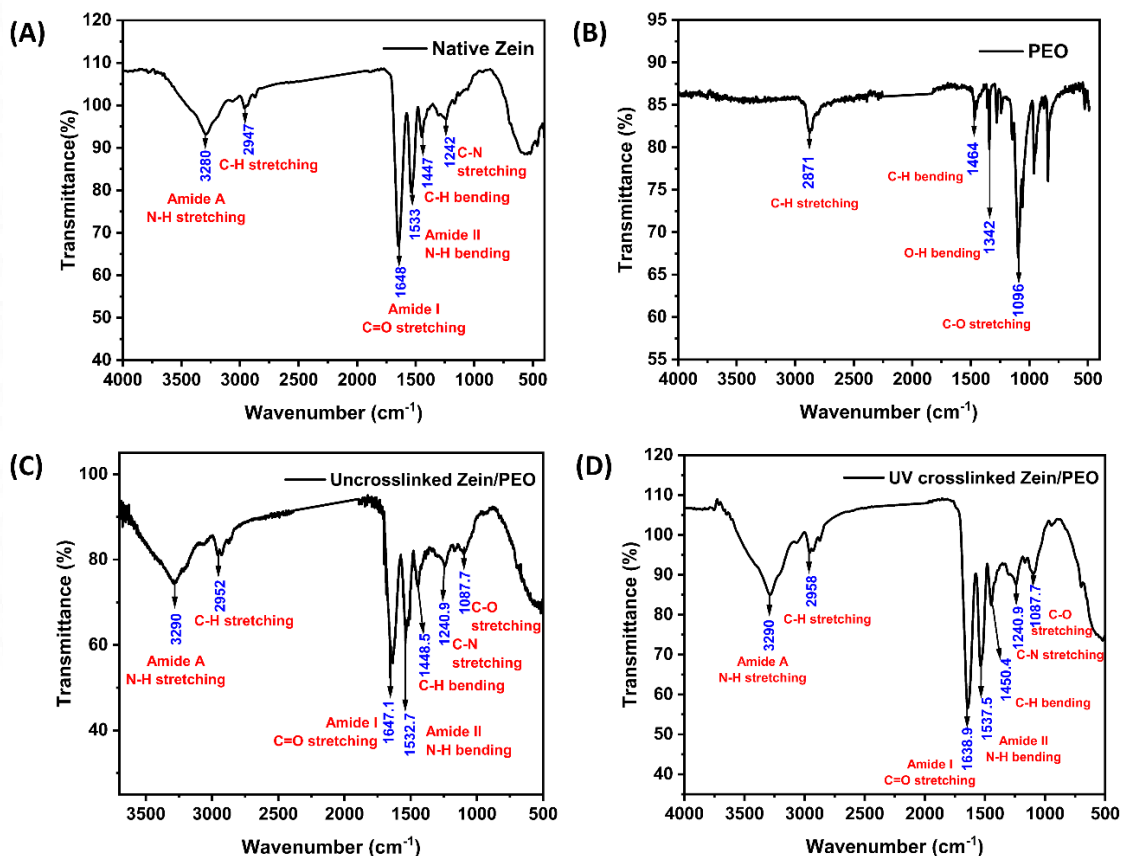 (A)
Native Zein
120
110
100
90
80
70
60
50
40
Transmittance(%)
3280
2947
C-H stretching
Amide A
N-H stretching
1648
Amide I
C=O stretching
1533
Amide II
N-H bending
1447
C-H bending
1242
C-N
stretching
4000 3500 3000 2500 2000 1500 1000 500
Wavenumber (cm⁻¹)
(B)
PEO
95
90
85
80
75
70
65
60
55
Transmittance (%)
2871
C-H stretching
1464
C-H bending
1342
O-H bending
1096
C-O stretching
4000 3500 3000 2500 2000 1500 1000 500
Wavenumber (cm⁻¹)
(C)
Uncrosslinked Zein/PEO
100
80
60
40
Transmittance (%)
3290
Amide A
N-H stretching
2952
C-H stretching
1647.1
Amide I
C=O stretching
1532.7
Amide II
N-H bending
1448.5
C-H bending
1240.9
C-N
stretching
1087.7
C-O
stretching
3500 3000 2500 2000 1500 1000 500
Wavenumber (cm⁻¹)
(D)
UV crosslinked Zein/PEO
120
110
100
90
80
70
60
50
40
Transmittance (%)
3290
Amide A
N-H stretching
2958
C-H stretching
1638.9
Amide I
C=O stretching
1537.5
Amide II
N-H bending
1450.4
C-H bending
1240.9
C-N stretching
1087.7
C-O
stretching
4000 3500 3000 2500 2000 1500 1000 500
Wavenumber (cm⁻¹)